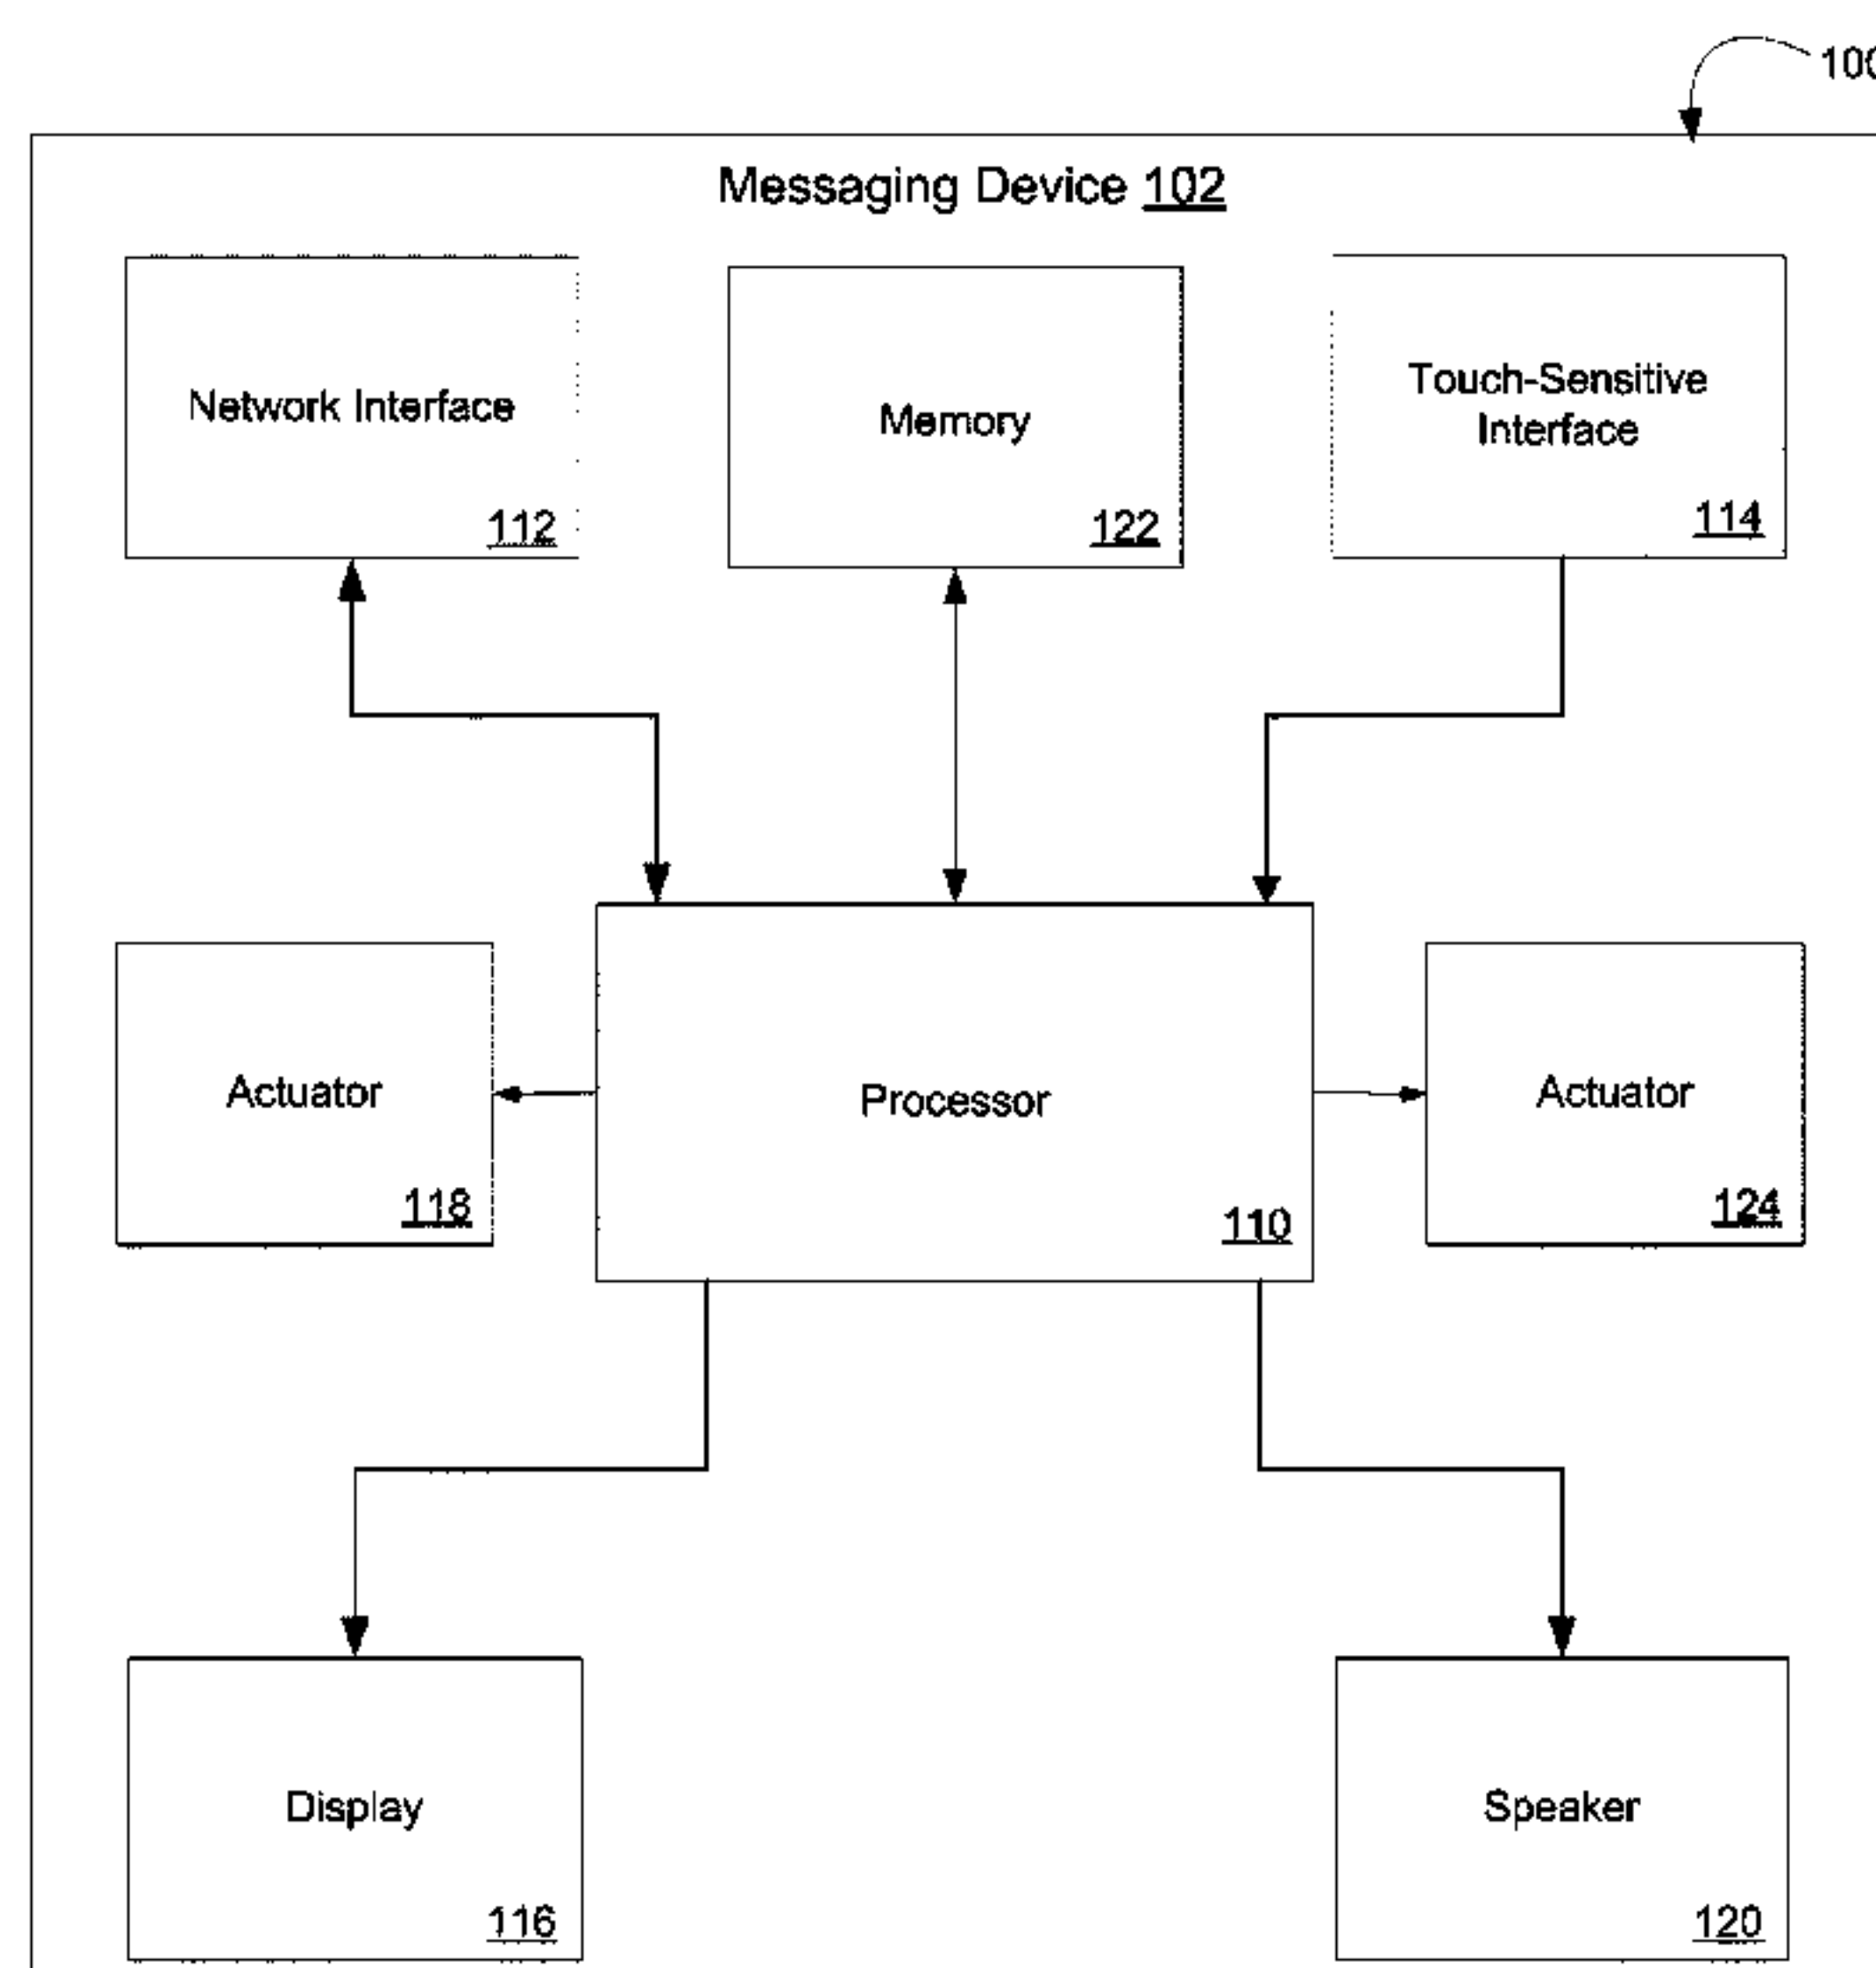 100
Messaging Device 102
Network Interface
112
Memory
122
Touch-Sensitive
Interface
114
Actuator
118
Processor
110
Actuator
124
Display
116
Speaker
120